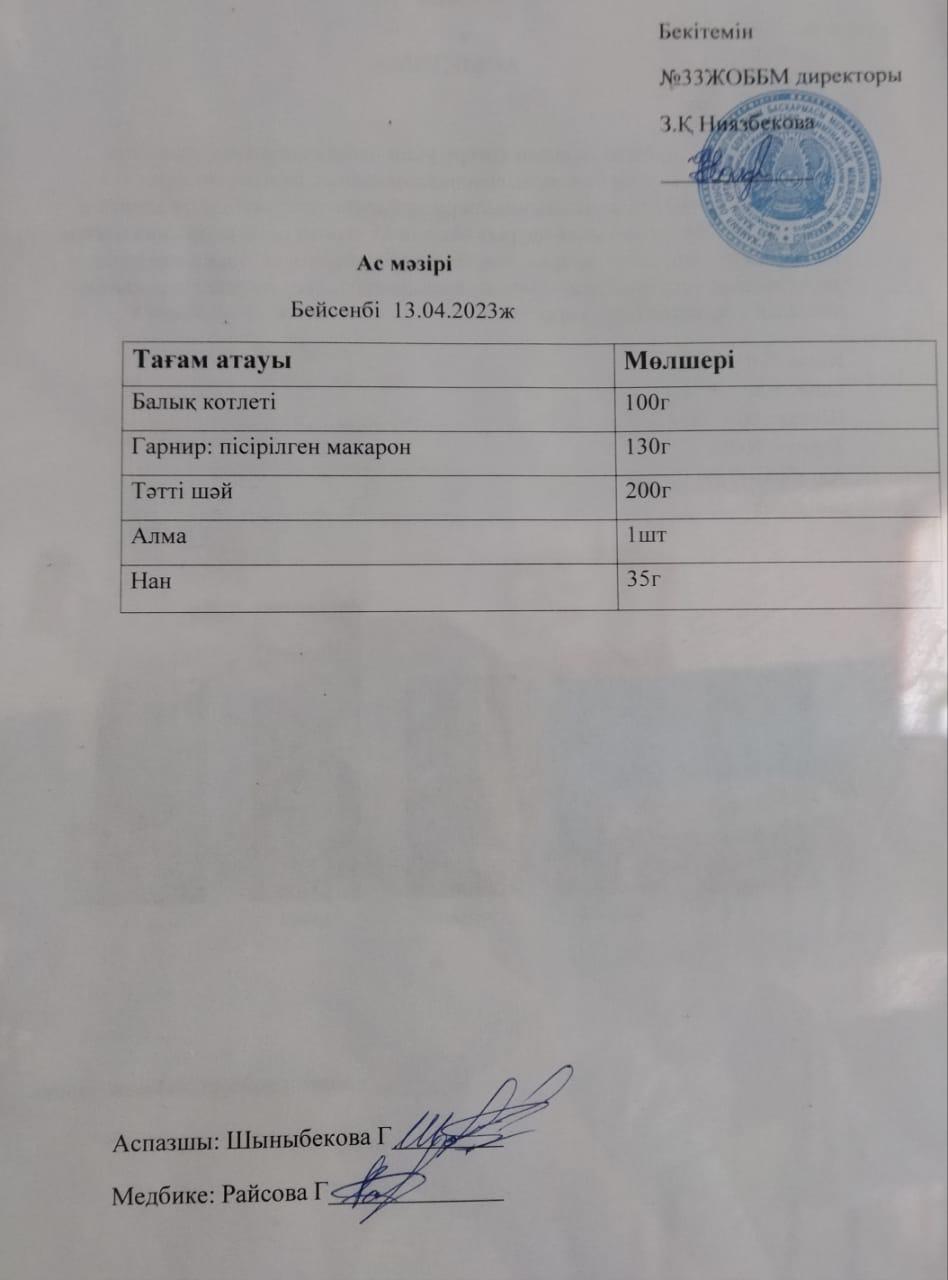 Бекітемін
№33ЖОББМ директоры
З.Қ Ниязбекова
Ас мәзірі
Бейсенбі 13.04.2023ж
Тағам атауы Мөлшері
Балық котлеті 100г
Гарнир: пісірілген макарон 130г
Тәтті шәй 200г
Алма 1шт
Нан 35г
Аспазшы: Шыныбекова Г
Медбике: Райсова Г